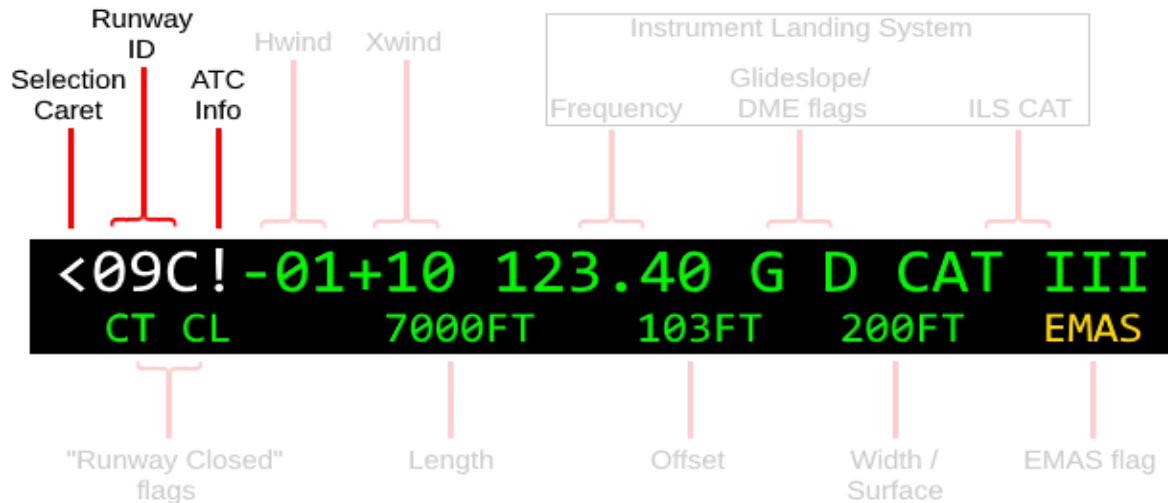 Runway
ID
Hwind
Xwind
Instrument Landing System
Selection
Caret
ATC
Info
Frequency
Glideslope/
DME flags
ILS CAT
<09C!-01+10 123.40 G D CAT III
CT CL 7000FT 103FT 200FT EMAS
"Runway Closed"
flags
Length
Offset
Width /
Surface
EMAS flag